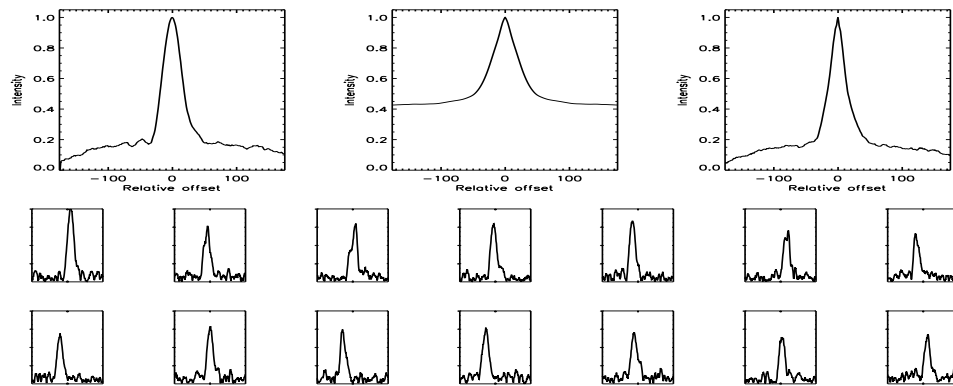 1.0 1.0 1.0
0.8 0.8 0.8
0.6 0.6 0.6
0.4 0.4 0.4
0.2 0.2 0.2
0.0 0.0 0.0
Intensity Intensity Intensity
−100 0 100 −100 0 100 −100 0 100
Relative offset Relative offset Relative offset